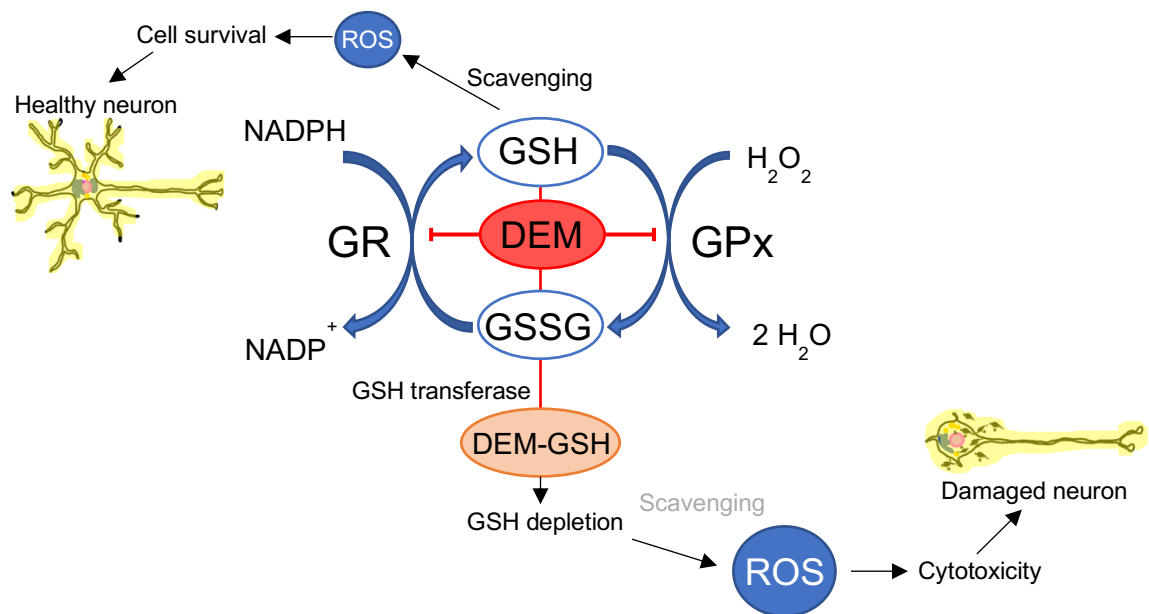 Cell survival
ROS
Scavenging
Healthy neuron
NADPH
GSH
H₂O₂
GR
DEM
GPx
GSSG
NADP⁺
2 H₂O
GSH transferase
DEM-GSH
Damaged neuron
Scavenging
GSH depletion
ROS
Cytotoxicity